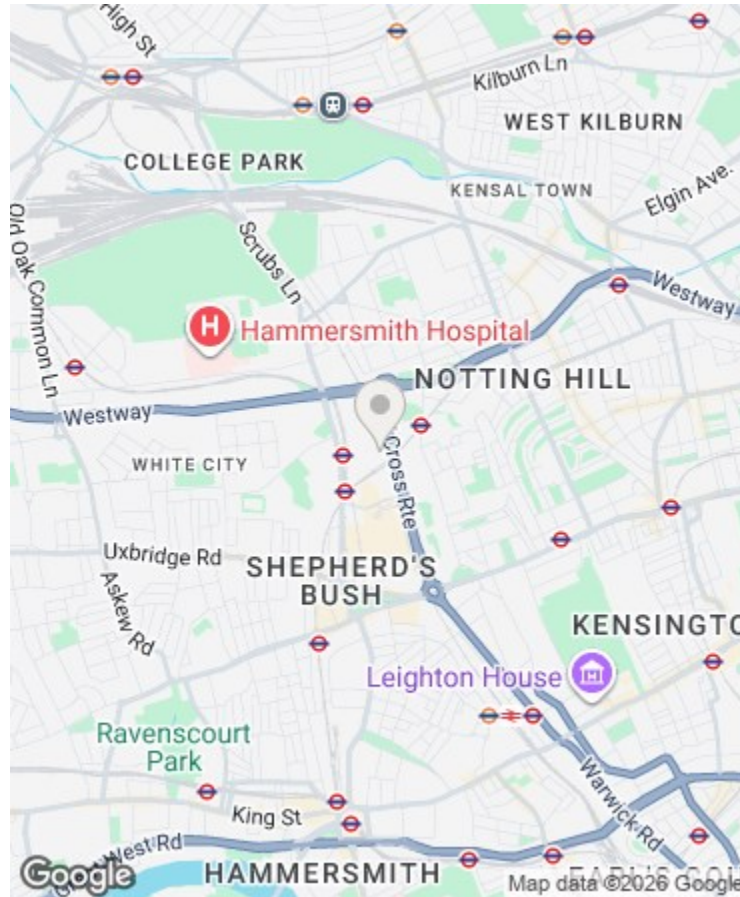 High St
Kilburn Ln
WEST KILBURN
COLLEGE PARK
KENSAL TOWN
Elgin Ave.
Old Oak Common Ln
Scrubs Ln
Westway
H
Hammersmith Hospital
NOTTING HILL
Westway
Cross Rte
WHITE CITY
Uxbridge Rd
SHEPHERD'S
BUSH
Askew Rd
KENSINGTO
Leighton House
Ravenscourt
Park
Warwick Rd
King St
West Rd
HAMMERSMITH
EARL'S CO
Google
Map data ©2026 Google